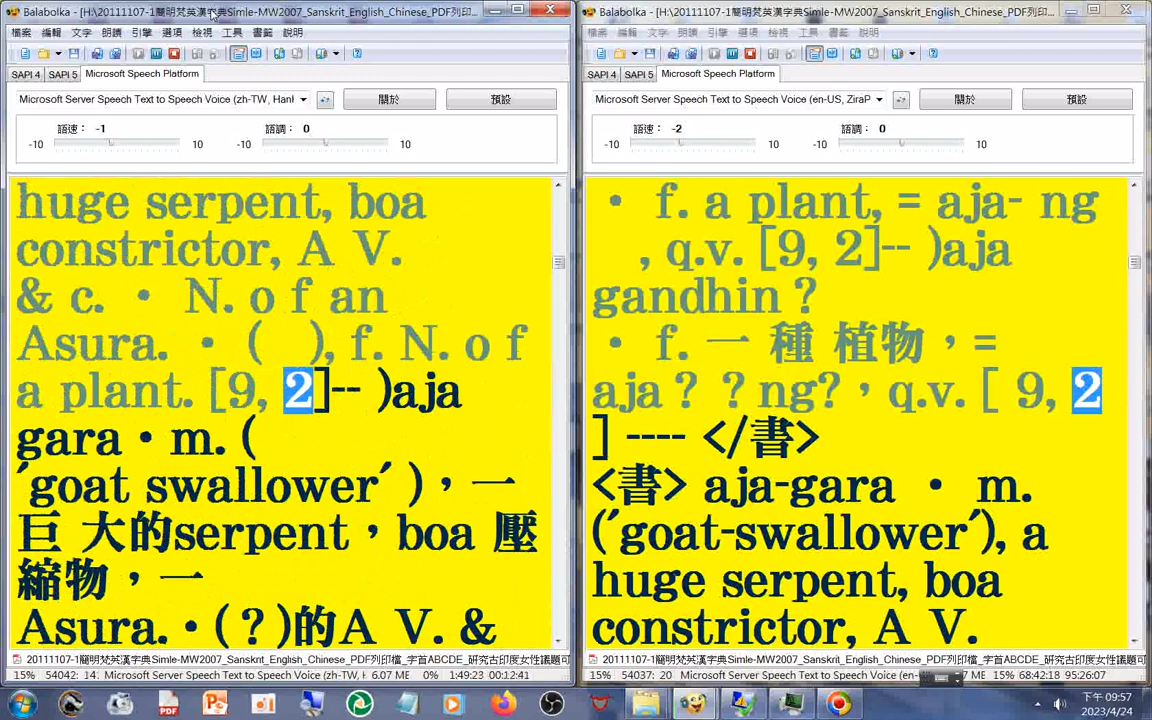 Balabolka - [H:\20111107-1簡明梵英漢字典Simle-MW2007_Sanskrit_English_Chinese_PDF列印...
檔案 編輯 文字 朗讀 引擎 選項 檢視 工具 書籤 說明
SAPI 4 SAPI 5 Microsoft Speech Platform
Microsoft Server Speech Text to Speech Voice (zh-TW, HanH
關於 預設
語速： -1 語調： 0
-10 10 -10 10
huge serpent, boa
constrictor, A V.
& c. • N. o f an
Asura. • ( ), f. N. o f
a plant. [9, 2]-- )aja
gara • m. (
'goat swallower' )，一
巨 大的serpent，boa 壓
縮物，一
Asura. • (？)的A V. &
20111107-1簡明梵英漢字典Simle-MW2007_Sanskrit_English_Chinese_PDF列印檔_字首ABCDE_研究古印度女性議題可
15% 54042: 14: Microsoft Server Speech Text to Speech Voice (zh-TW, H 6.07 ME 0% 1:49:23 00:12:41
Balabolka - [H:\20111107-1簡明梵英漢字典Simle-MW2007_Sanskrit_English_Chinese_PDF列印...
檔案 編輯 文字 朗讀 引擎 選項 檢視 工具 書籤 說明
SAPI 4 SAPI 5 Microsoft Speech Platform
Microsoft Server Speech Text to Speech Voice (en-US, ZiraP
關於 預設
語速： -2 語調： 0
-10 10 -10 10
• f. a plant, = aja- ng
, q.v. [9, 2]-- )aja
gandhin？
• f. 一 種 植物，=
aja？？ng?，q.v. [ 9, 2
] ---- </書>
<書> aja-gara • m.
('goat-swallower'), a
huge serpent, boa
constrictor, A V.
20111107-1簡明梵英漢字典Simle-MW2007_Sanskrit_English_Chinese_PDF列印檔_字首ABCDE_研究古印度女性議題可
15% 54037: 20 Microsoft Server Speech Text to Speech Voice (en-U ME 15% 68:42:18 95:26:07
下午 09:57
2023/4/24